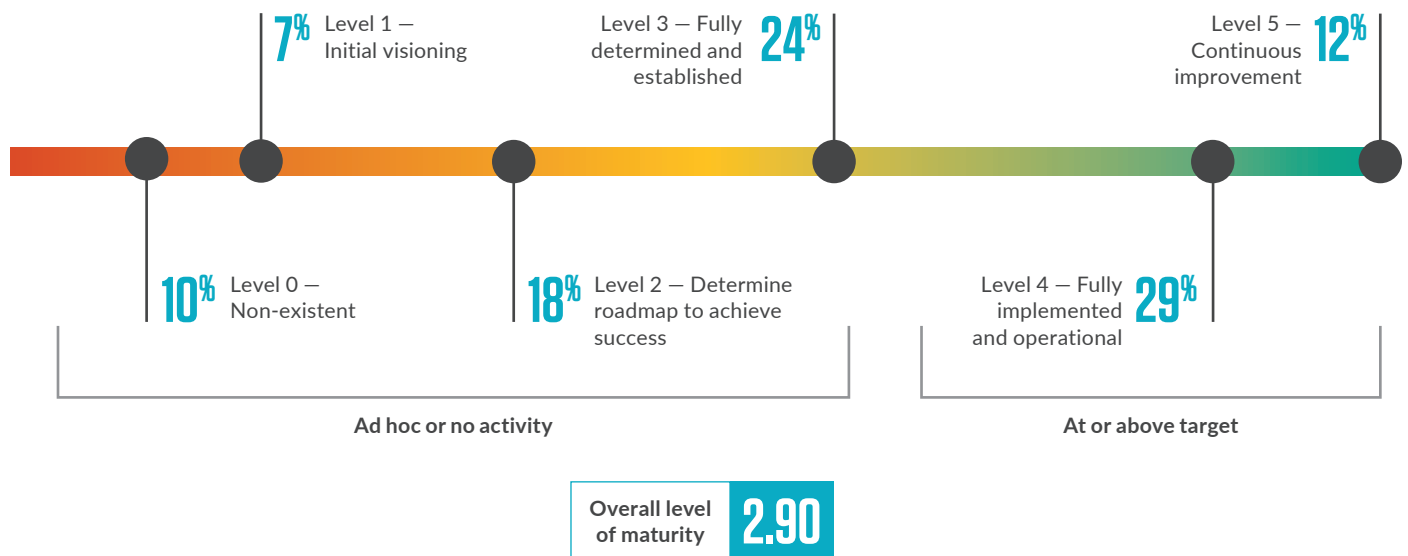 7%
Level 1 —
Initial visioning
Level 3 — Fully
determined and
established
24%
Level 5 —
Continuous
improvement
12%
10%
Level 0 —
Non-existent
18%
Level 2 — Determine
roadmap to achieve
success
Level 4 — Fully
implemented
and operational
29%
Ad hoc or no activity
At or above target
Overall level
of maturity
2.90